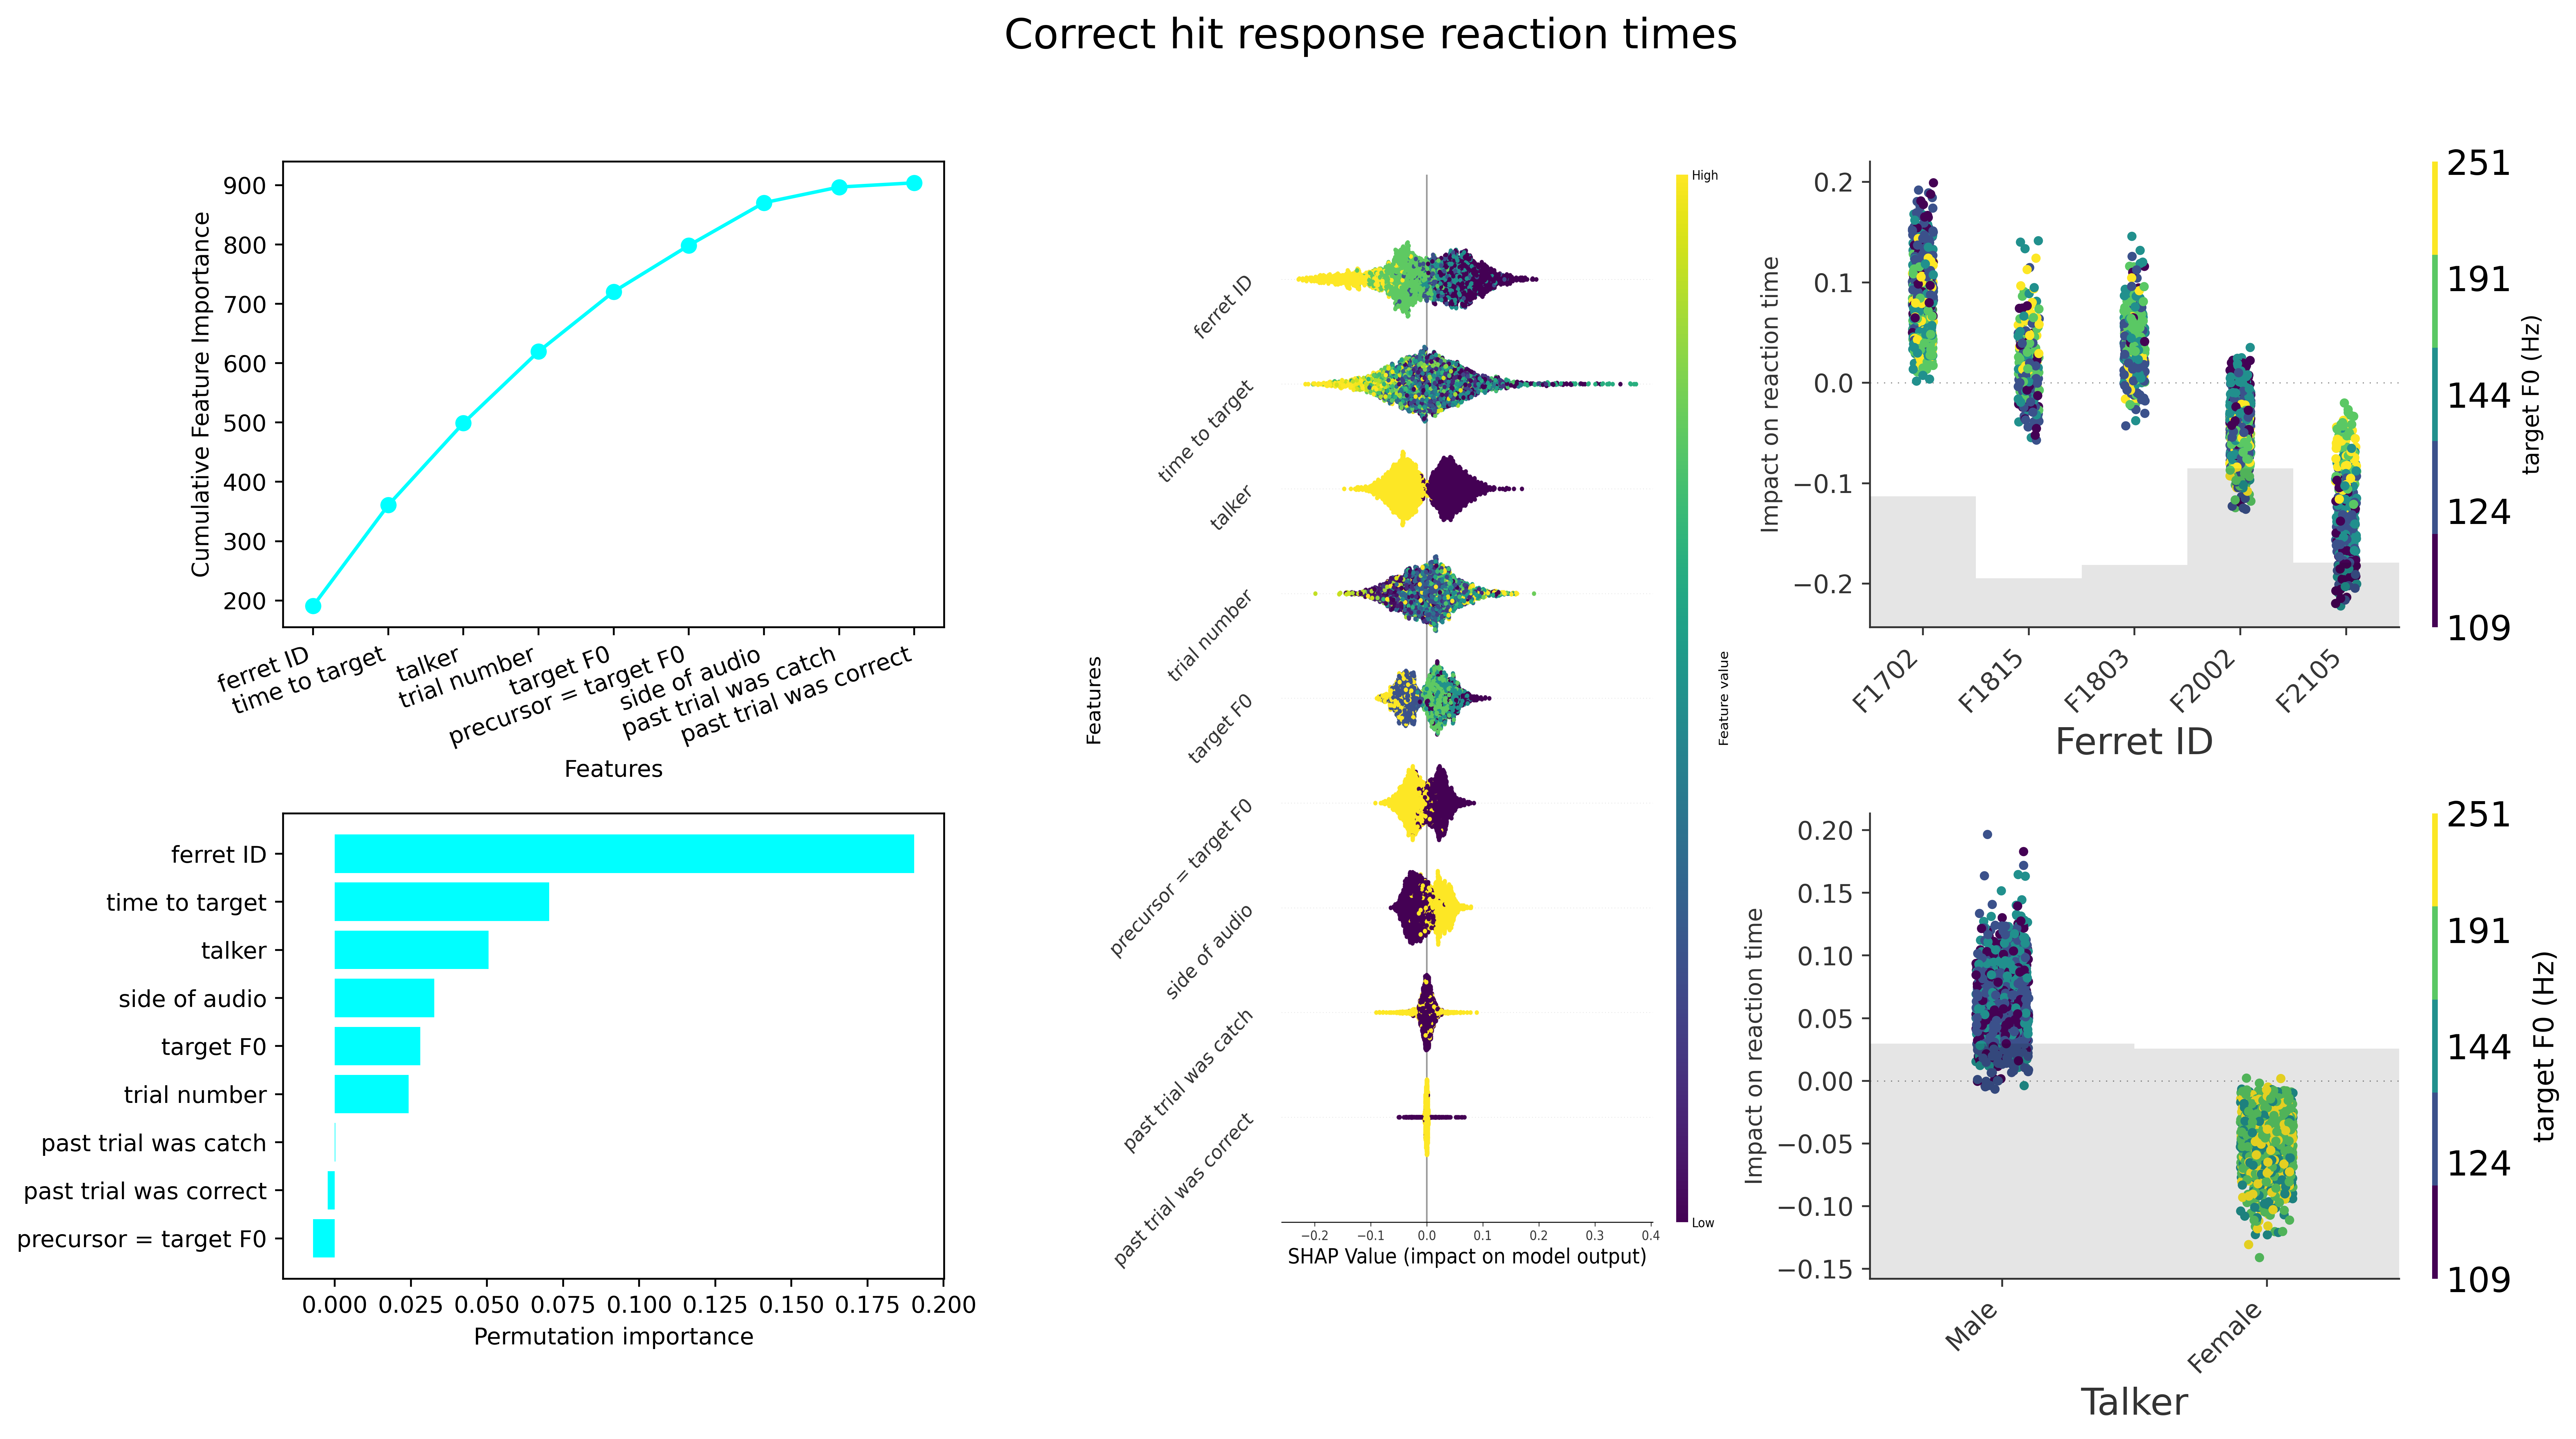 Correct hit response reaction times
Cumulative Feature Importance
900
800
700
600
500
400
300
200
ferret ID
time to target
talker
trial number
target F0
precursor = target F0
side of audio
past trial was catch
past trial was correct
Features
ferret ID
time to target
talker
side of audio
target F0
trial number
past trial was catch
past trial was correct
precursor = target F0
0.000 0.025 0.050 0.075 0.100 0.125 0.150 0.175 0.200
Permutation importance
Features
ferret ID
time to target
talker
trial number
target F0
precursor = target F0
side of audio
past trial was catch
past trial was correct
−0.2 −0.1 0.0 0.1 0.2 0.3 0.4
SHAP Value (impact on model output)
High
Feature value
Low
Impact on reaction time
0.2
0.1
0.0
−0.1
−0.2
F1702
F1815
F1803
F2002
F2105
Ferret ID
251
191
144
124
109
target F0 (Hz)
Impact on reaction time
0.20
0.15
0.10
0.05
0.00
−0.05
−0.10
−0.15
Male
Female
Talker
251
191
144
124
109
target F0 (Hz)